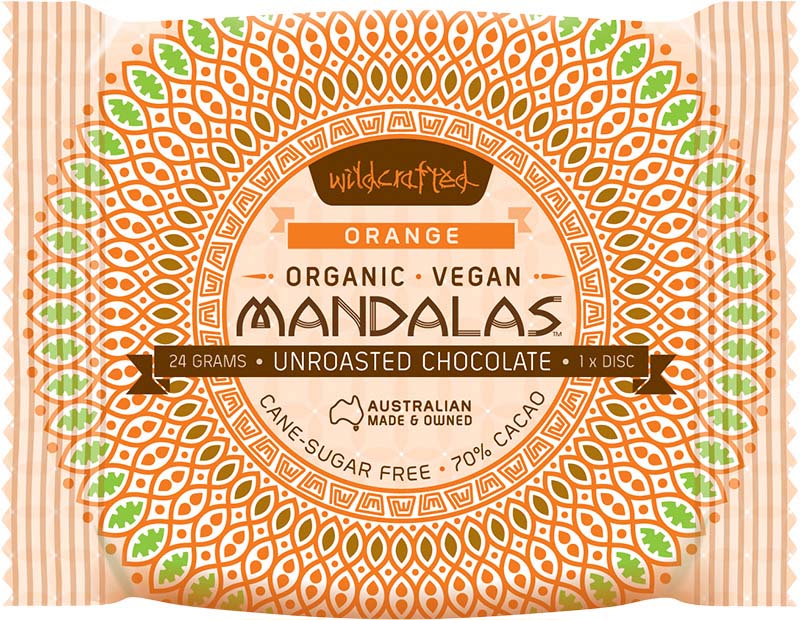 wildcrafted
ORANGE
ORGANIC • VEGAN
MANDALAS™
24 GRAMS • UNROASTED CHOCOLATE • 1 x DISC
AUSTRALIAN
MADE & OWNED
CANE-SUGAR FREE • 70% CACAO